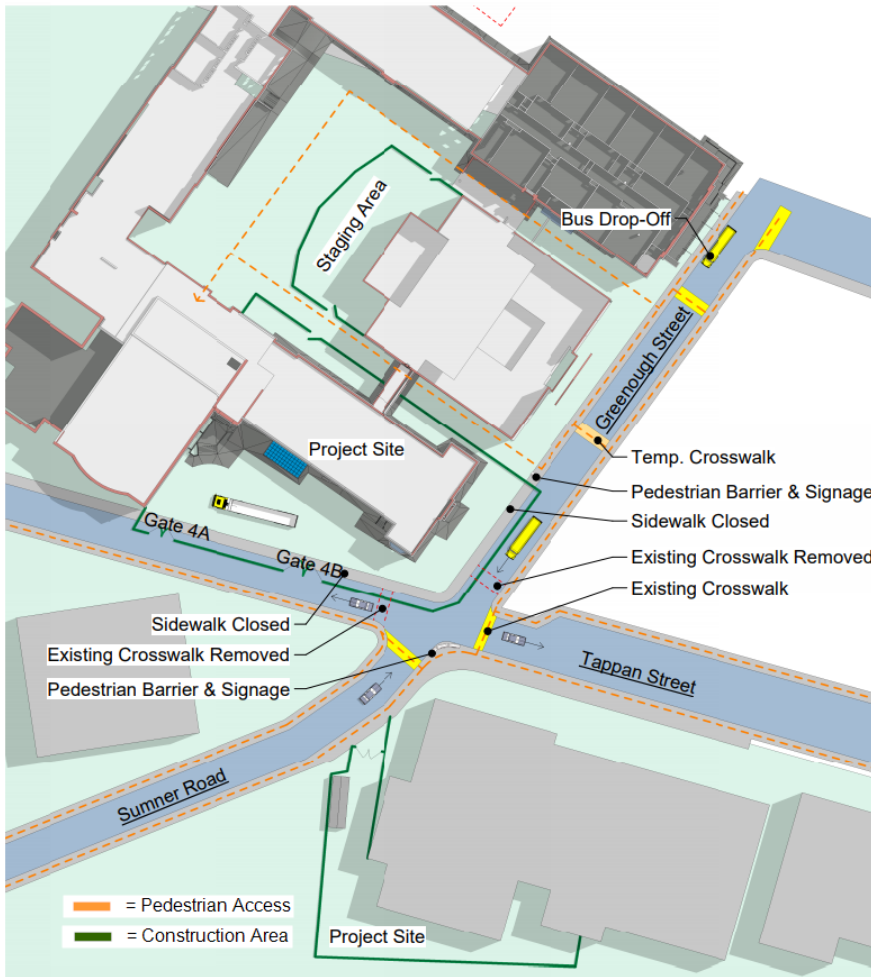 Bus Drop-Off
Staging Area
Greenough Street
Project Site
Temp. Crosswalk
Pedestrian Barrier & Signage
Sidewalk Closed
Gate 4A
Gate 4B
Existing Crosswalk Removed
Existing Crosswalk
Sidewalk Closed
Existing Crosswalk Removed
Pedestrian Barrier & Signage
Tappan Street
Sumner Road
= Pedestrian Access
= Construction Area
Project Site